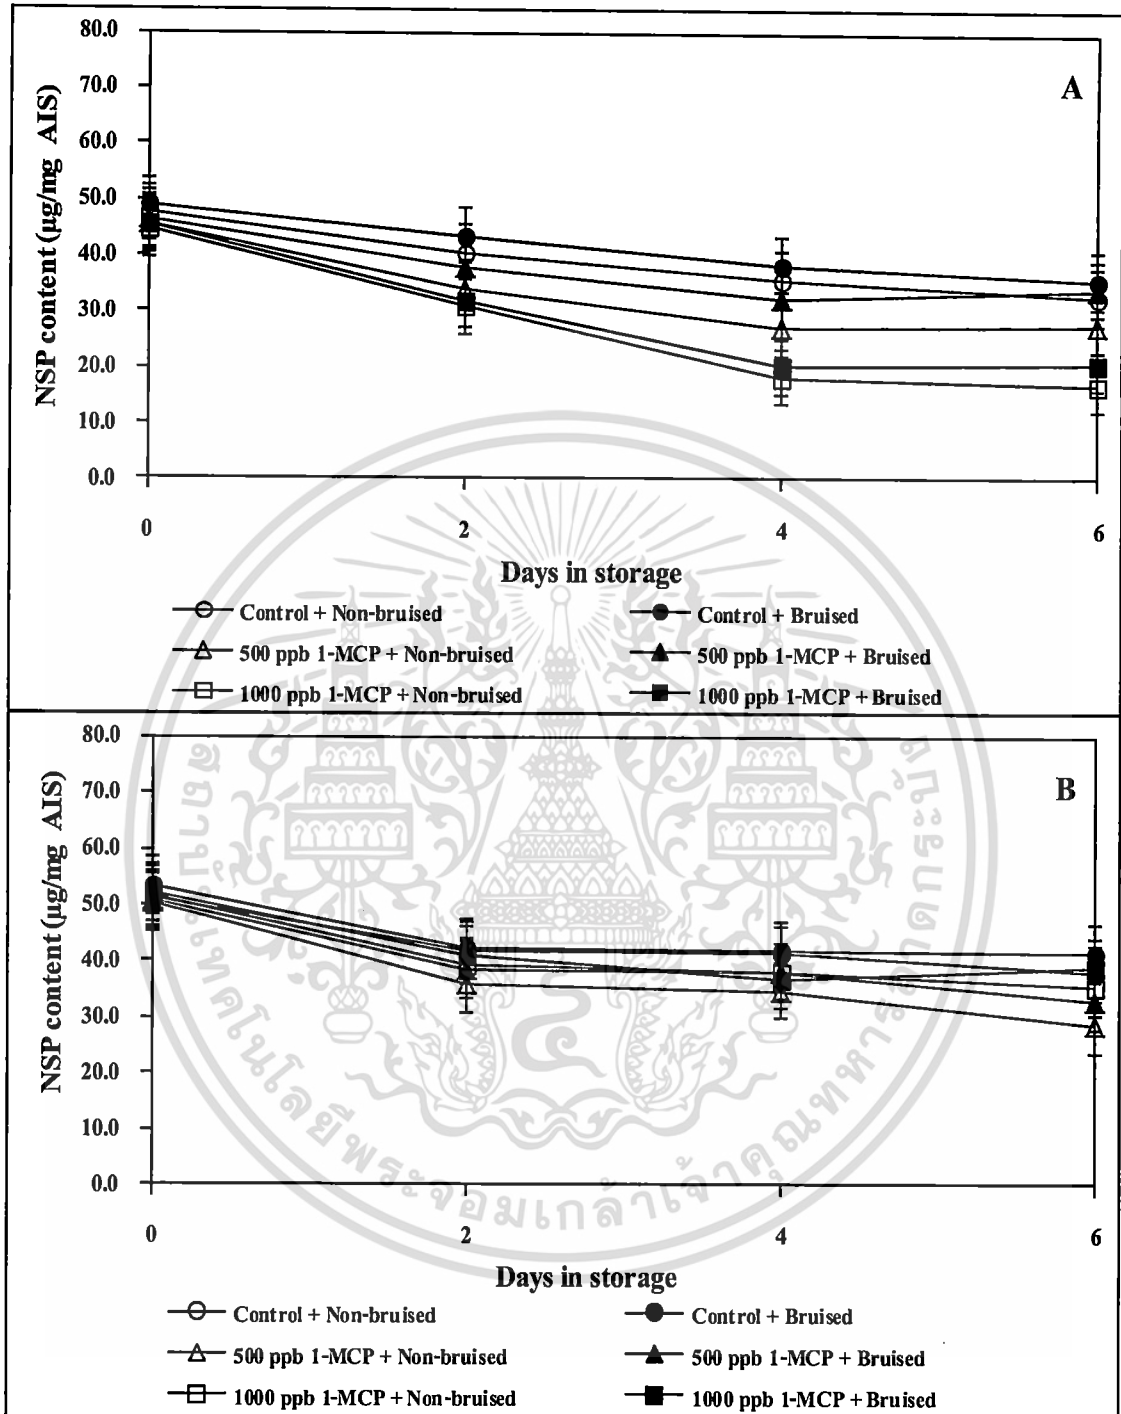 80.0
A
70.0
60.0
50.0
40.0
30.0
20.0
10.0
0.0
NSP content (µg/mg AIS)
0 2 4 6
Days in storage
Control + Non-bruised Control + Bruised
500 ppb 1-MCP + Non-bruised 500 ppb 1-MCP + Bruised
1000 ppb 1-MCP + Non-bruised 1000 ppb 1-MCP + Bruised
80.0
B
70.0
60.0
50.0
40.0
30.0
20.0
10.0
0.0
NSP content (µg/mg AIS)
0 2 4 6
Days in storage
Control + Non-bruised Control + Bruised
500 ppb 1-MCP + Non-bruised 500 ppb 1-MCP + Bruised
1000 ppb 1-MCP + Non-bruised 1000 ppb 1-MCP + Bruised